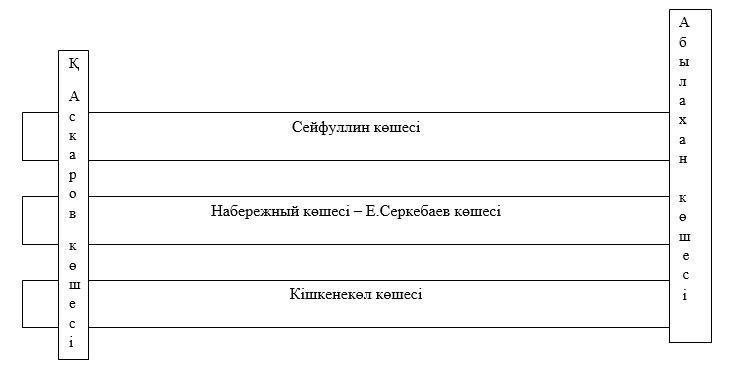 Қ Аскаров көшесі
Абылахан көшесі
Сейфуллин көшесі
Набережный көшесі – Е.Серкебаев көшесі
Кішкенекөл көшесі